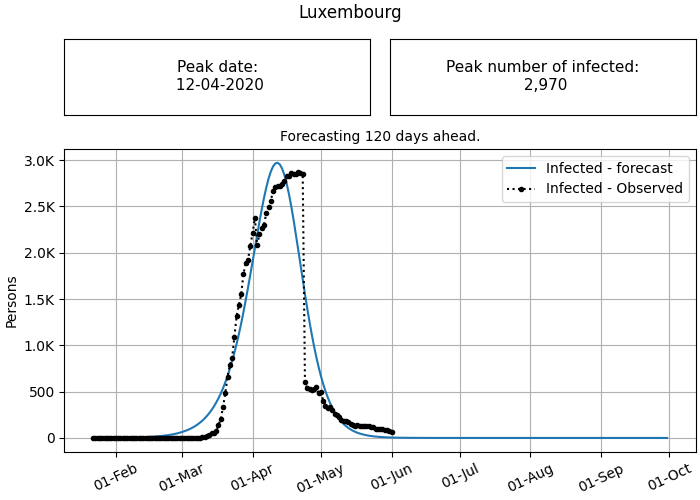 Luxembourg
Peak date:
12-04-2020
Peak number of infected:
2,970
Forecasting 120 days ahead.
Infected - forecast
Infected - Observed
3.0K
2.5K
2.0K
1.5K
1.0K
500
0
Persons
01-Feb
01-Mar
01-Apr
01-May
01-Jun
01-Jul
01-Aug
01-Sep
01-Oct